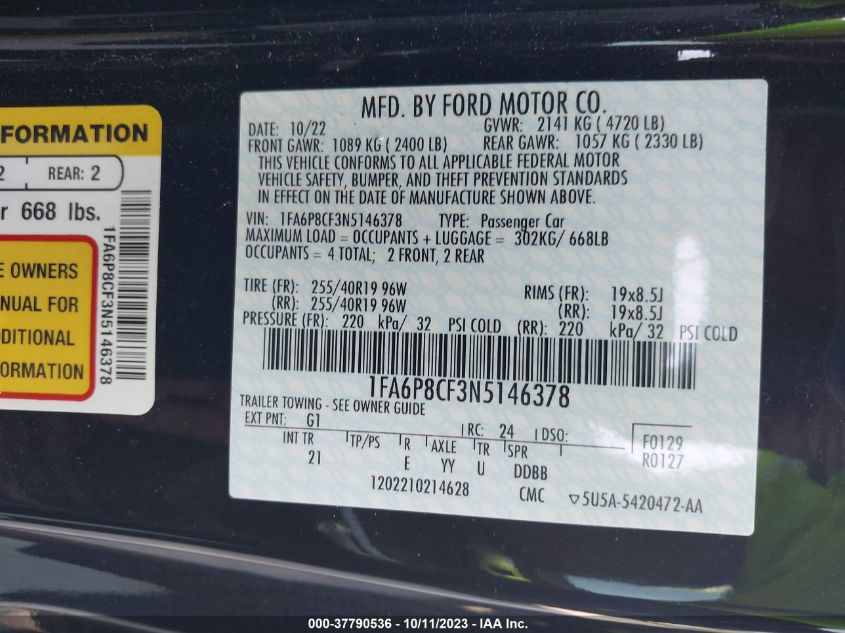 FORMATION
2 REAR: 2
r 668 lbs.
E OWNERS
NUAL FOR
DITIONAL
ORMATION
1FA6P8CF3N5146378
MFD. BY FORD MOTOR CO.
DATE: 10/22 GVWR: 2141 KG ( 4720 LB)
FRONT GAWR: 1089 KG ( 2400 LB) REAR GAWR: 1057 KG ( 2330 LB)
THIS VEHICLE CONFORMS TO ALL APPLICABLE FEDERAL MOTOR
VEHICLE SAFETY, BUMPER, AND THEFT PREVENTION STANDARDS
IN EFFECT ON THE DATE OF MANUFACTURE SHOWN ABOVE.
VIN: 1FA6P8CF3N5146378 TYPE: Passenger Car
MAXIMUM LOAD = OCCUPANTS + LUGGAGE = 302KG/ 668LB
OCCUPANTS = 4 TOTAL; 2 FRONT, 2 REAR
TIRE (FR): 255/40R19 96W RIMS (FR): 19x8.5J
(RR): 255/40R19 96W (RR): 19x8.5J
PRESSURE (FR): 220 kPa/ 32 PSI COLD (RR): 220 kPa/ 32 PSI COLD
1FA6P8CF3N5146378
TRAILER TOWING - SEE OWNER GUIDE
EXT PNT: G1 RC: 24 DSO: F0129
INT TR TP/PS R AXLE TR SPR R0127
21 E YY U DDBB
1202210214628 CMC ▽5U5A-5420472-AA
000-37790536 - 10/11/2023 - IAA Inc.